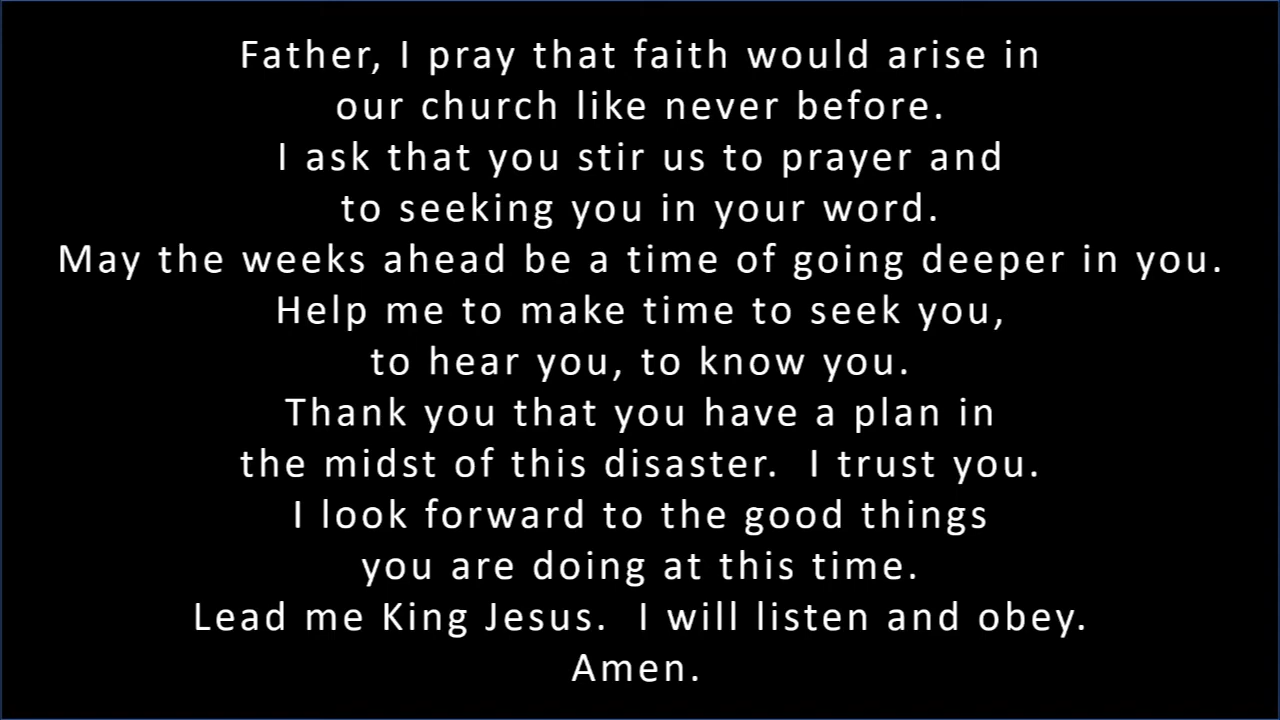 Father, I pray that faith would arise in
our church like never before.
I ask that you stir us to prayer and
to seeking you in your word.
May the weeks ahead be a time of going deeper in you.
Help me to make time to seek you,
to hear you, to know you.
Thank you that you have a plan in
the midst of this disaster.  I trust you.
I look forward to the good things
you are doing at this time.
Lead me King Jesus.  I will listen and obey.
Amen.